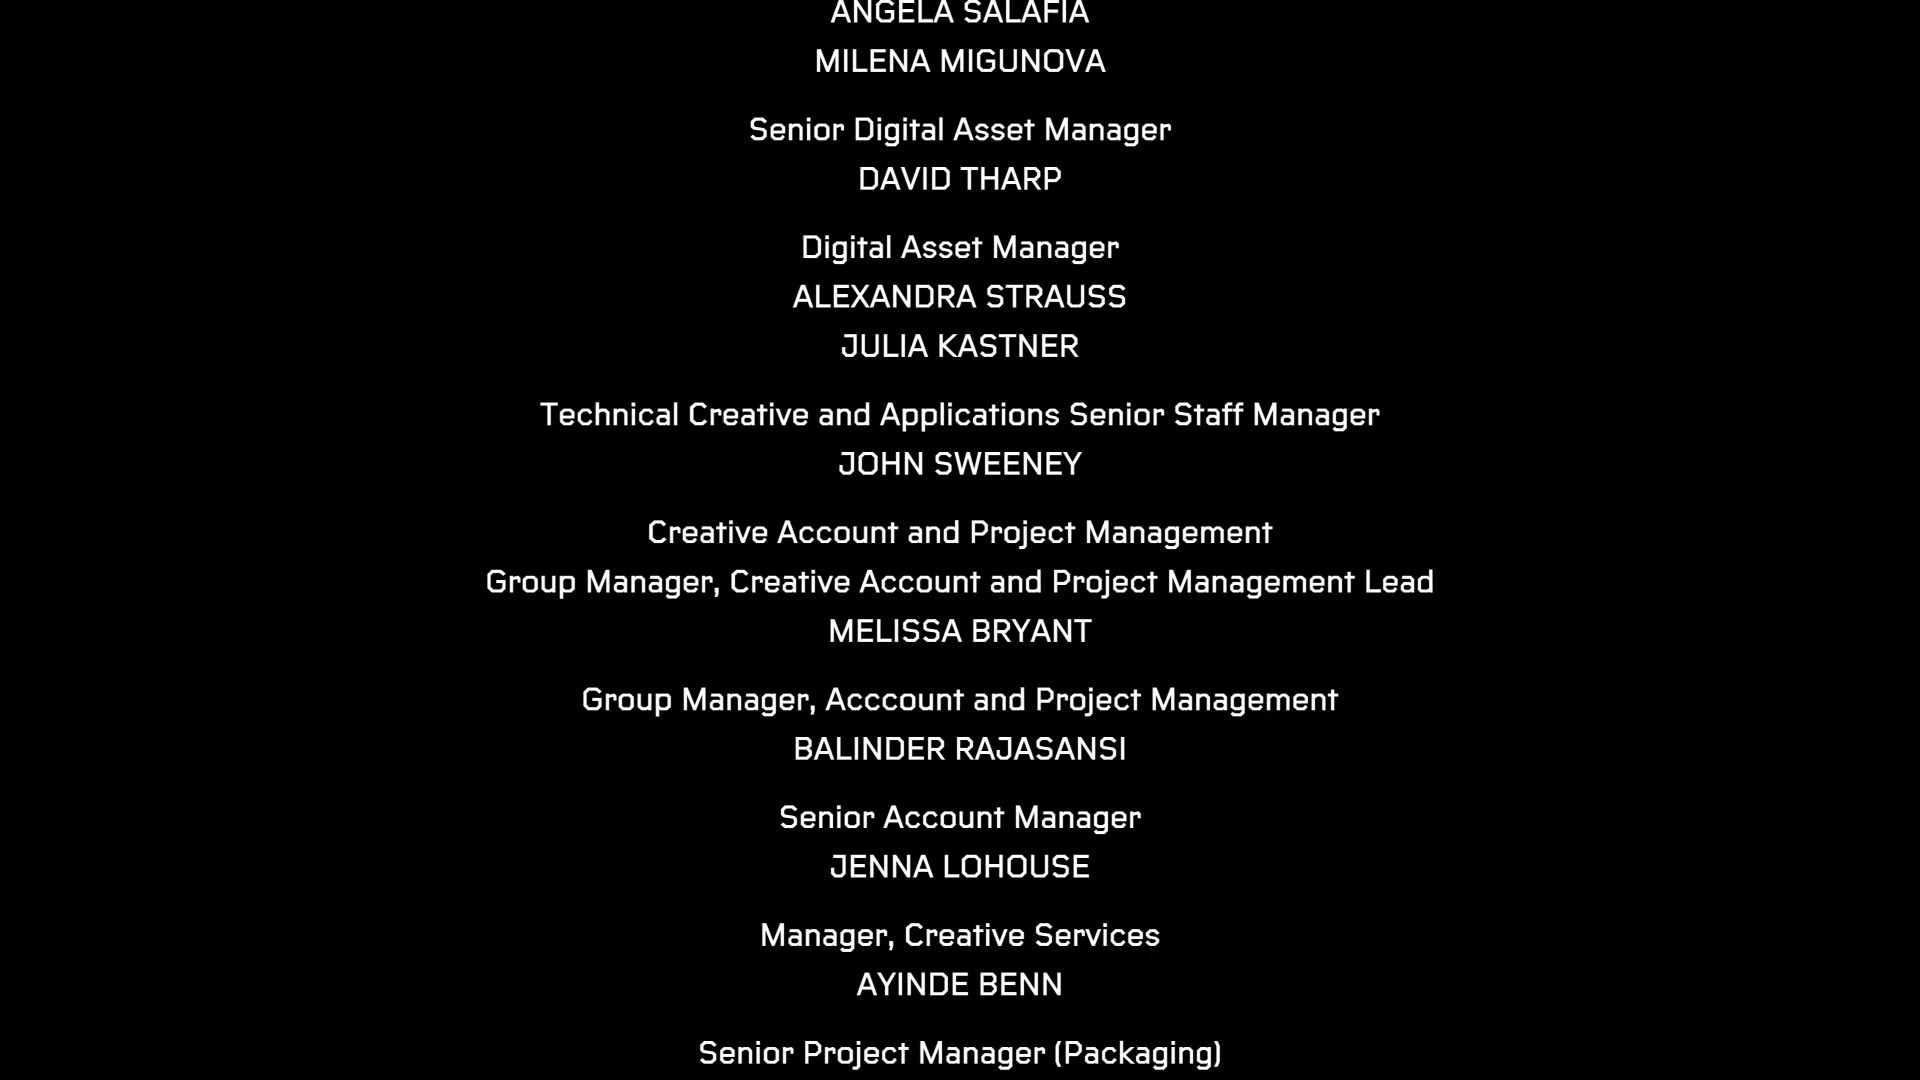 ANGELA SALAFIA
MILENA MIGUNOVA
Senior Digital Asset Manager
DAVID THARP
Digital Asset Manager
ALEXANDRA STRAUSS
JULIA KASTNER
Technical Creative and Applications Senior Staff Manager
JOHN SWEENEY
Creative Account and Project Management
Group Manager, Creative Account and Project Management Lead
MELISSA BRYANT
Group Manager, Acccount and Project Management
BALINDER RAJASANSI
Senior Account Manager
JENNA LOHOUSE
Manager, Creative Services
AYINDE BENN
Senior Project Manager (Packaging)